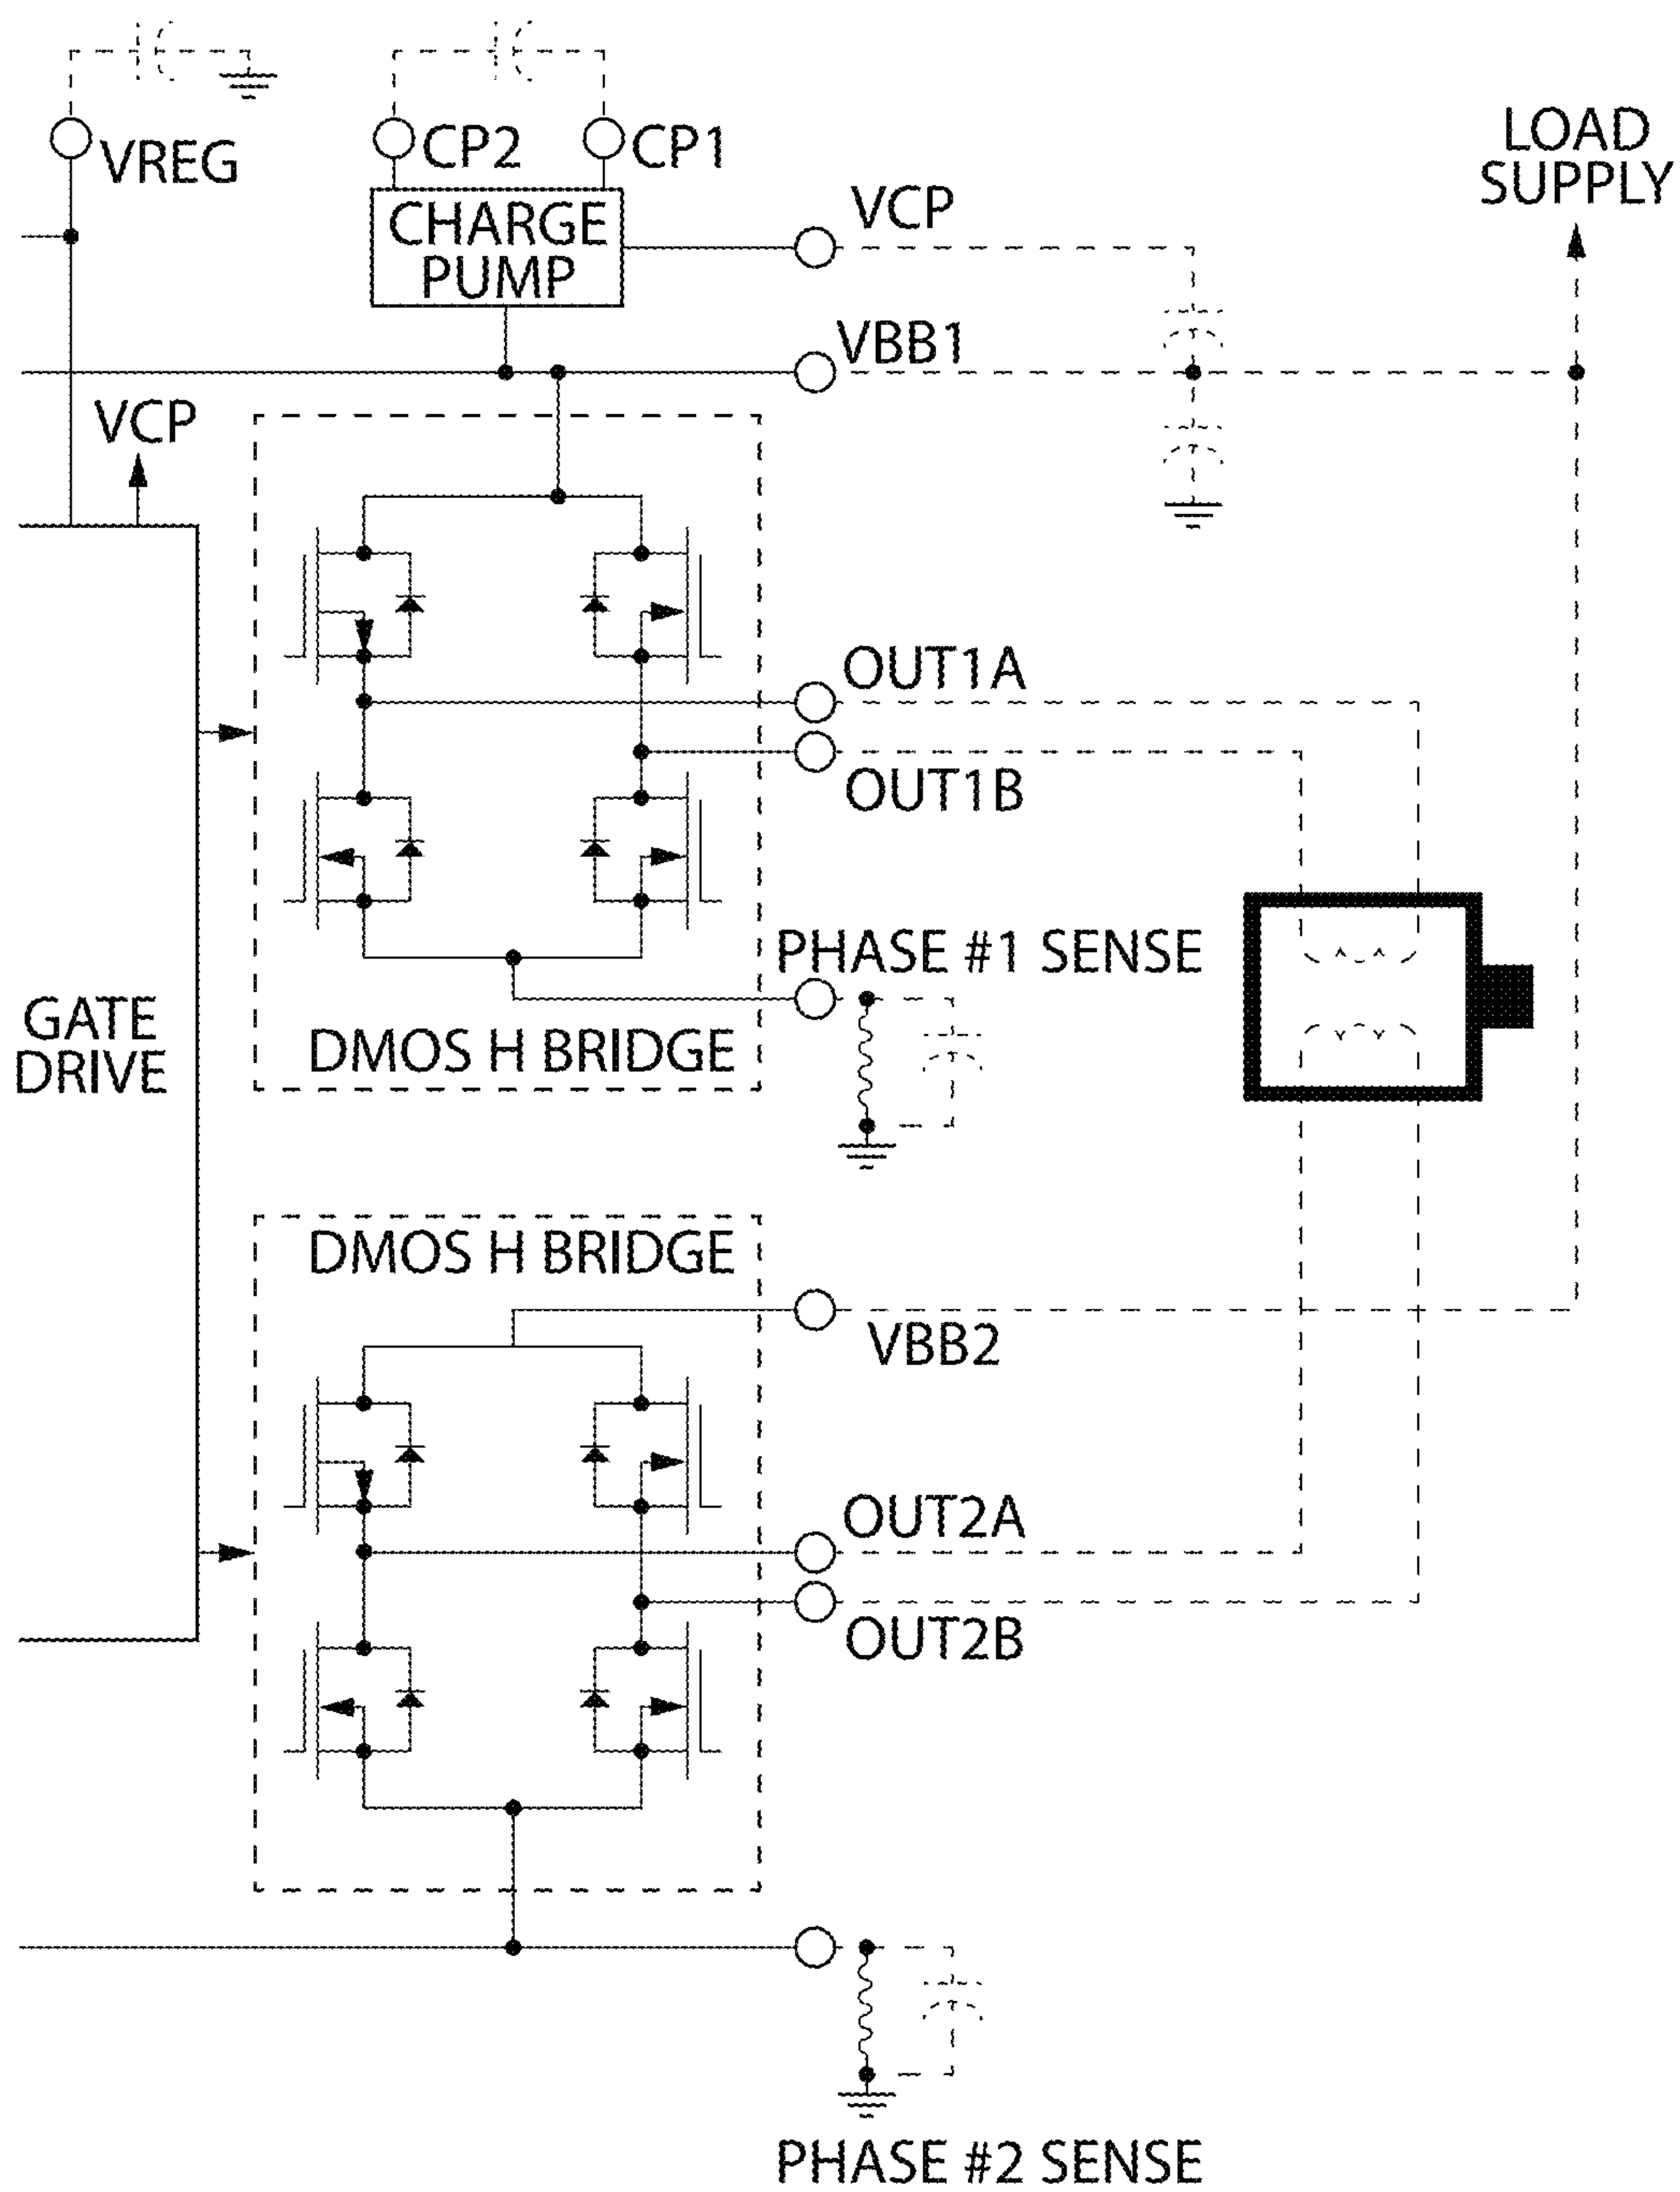 VREG
CP2
CP1
LOAD
SUPPLY
CHARGE
PUMP
VCP
VBB1
VCP
OUT1A
OUT1B
PHASE #1 SENSE
GATE
DRIVE
DMOS H BRIDGE
DMOS H BRIDGE
VBB2
OUT2A
OUT2B
PHASE #2 SENSE